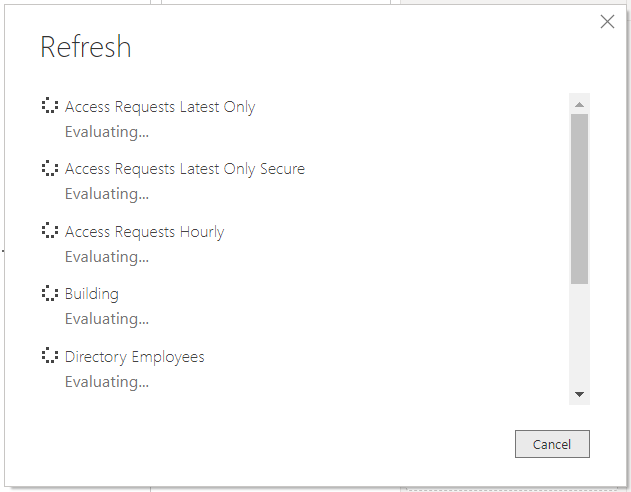 Refresh
Access Requests Latest Only
Evaluating...
Access Requests Latest Only Secure
Evaluating...
Access Requests Hourly
Evaluating...
Building
Evaluating...
Directory Employees
Evaluating...
Cancel